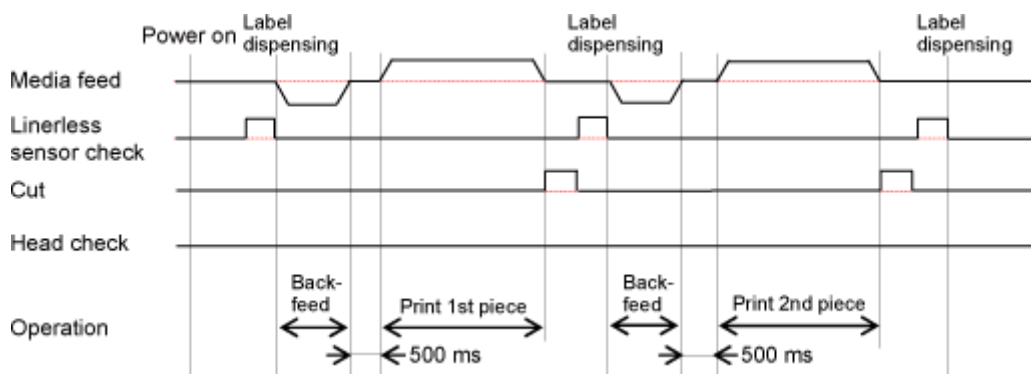 Power on
Label
dispensing
Label
dispensing
Label
dispensing
Media feed
Linerless
sensor check
Cut
Head check
Operation
Back-
feed
Print 1st piece
Back-
feed
Print 2nd piece
500 ms
500 ms